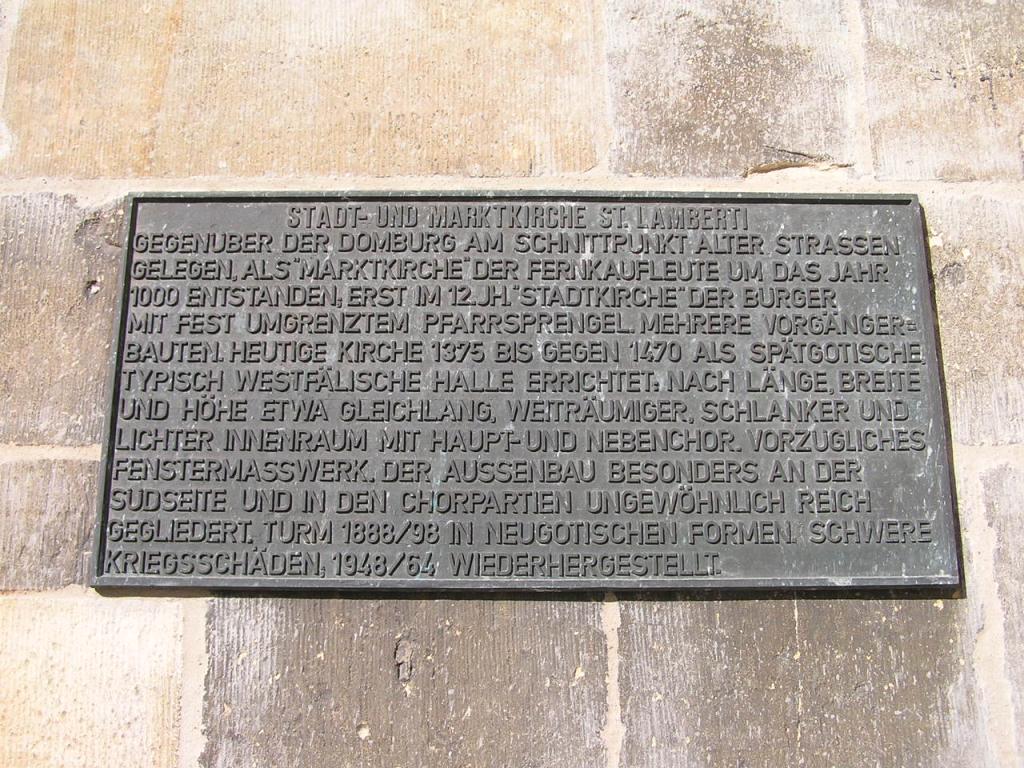 STADT- UND MARKTKIRCHE ST. LAMBERTI
GEGENÜBER DER DOMBURG AM SCHNITTPUNKT ALTER STRASSEN
GELEGEN, ALS "MARKTKIRCHE" DER FERNKAUFLEUTE UM DAS JAHR
1000 ENTSTANDEN, ERST IM 12. JH. "STADTKIRCHE" DER BÜRGER
MIT FEST UMGRENZTEM PFARRSPRENGEL. MEHRERE VORGÄNGER=
BAUTEN. HEUTIGE KIRCHE 1375 BIS GEGEN 1470 ALS SPÄTGOTISCHE
TYPISCH WESTFÄLISCHE HALLE ERRICHTET. NACH LÄNGE, BREITE
UND HÖHE ETWA GLEICHLANG, WEITRÄUMIGER, SCHLANKER UND
LICHTER INNENRAUM MIT HAUPT- UND NEBENCHOR. VORZÜGLICHES
FENSTERMASSWERK. DER AUSSENBAU BESONDERS AN DER
SÜDSEITE UND IN DEN CHORPARTIEN UNGEWÖHNLICH REICH
GEGLIEDERT. TURM 1888/98 IN NEUGOTISCHEN FORMEN. SCHWERE
KRIEGSSCHÄDEN, 1948/64 WIEDERHERGESTELLT.